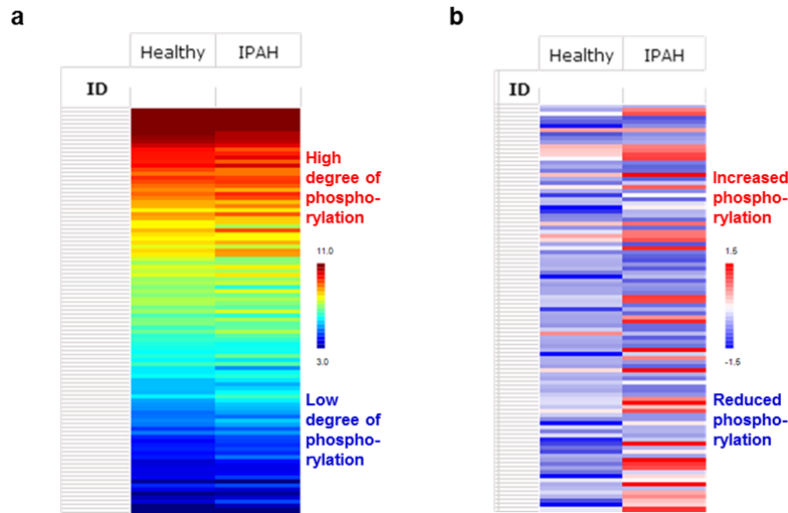 a
Healthy
IPAH
ID
High
degree of
phospho-
rylation
11.0
3.0
Low
degree of
phospho-
rylation
b
Healthy
IPAH
ID
Increased
phospho-
rylation
1.5
-1.5
Reduced
phospho-
rylation